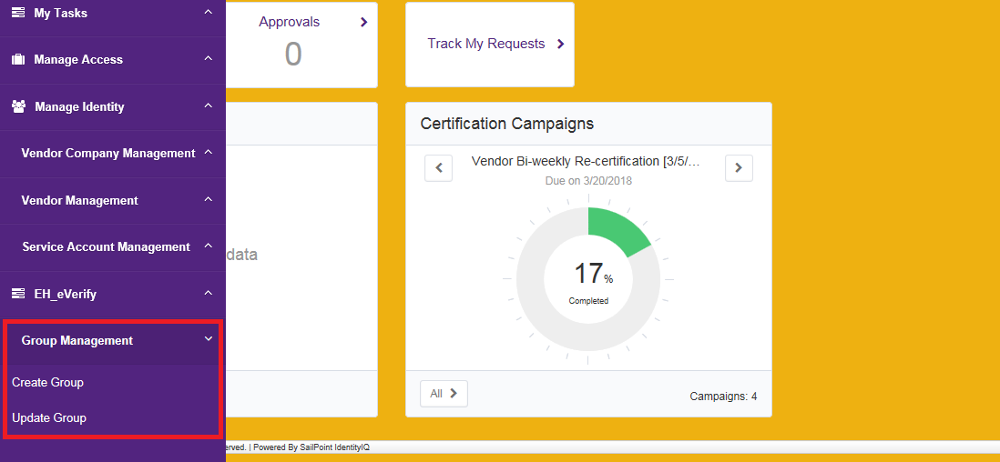 My Tasks
Manage Access
Manage Identity
Vendor Company Management
Vendor Management
Service Account Management
EH_eVerify
Group Management
Create Group
Update Group
Approvals
0
Track My Requests
data
Certification Campaigns
Vendor Bi-weekly Re-certification [3/5/...
Due on 3/20/2018
17%
Completed
All
Campaigns: 4
erved. | Powered By SailPoint IdentityIQ